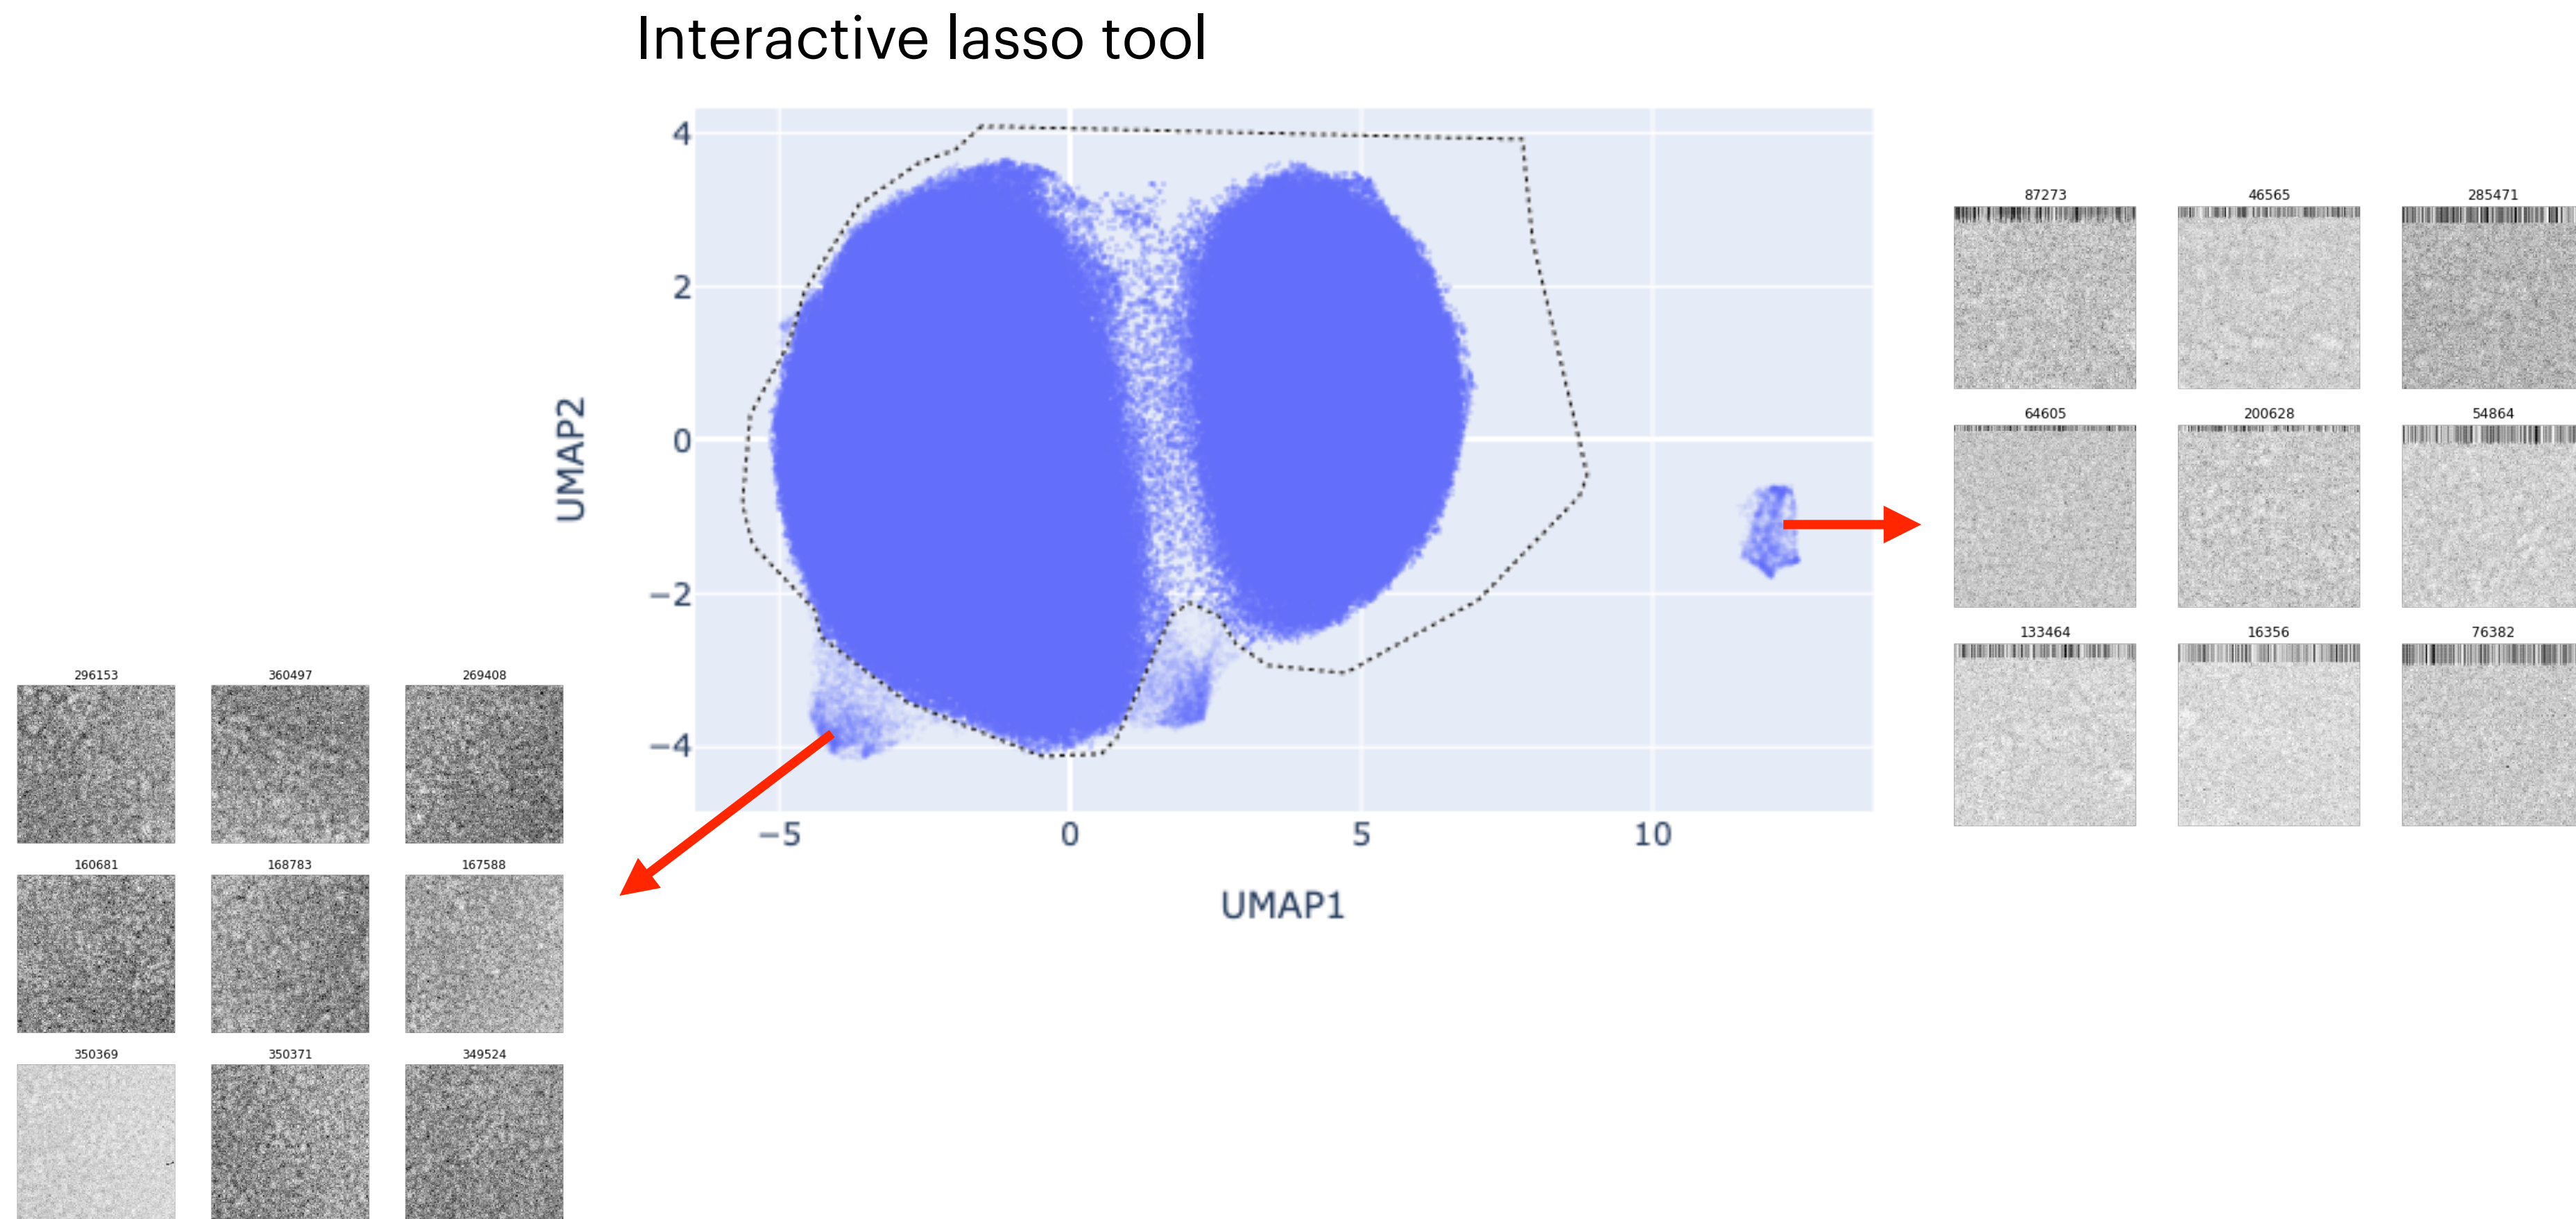 Interactive lasso tool
4
2
0
−2
−4
UMAP2
−5 0 5 10
UMAP1
87273 46565 285471
64605 200628 54864
133464 16356 76382
296153 360497 269408
160681 168783 167588
350369 350371 349524